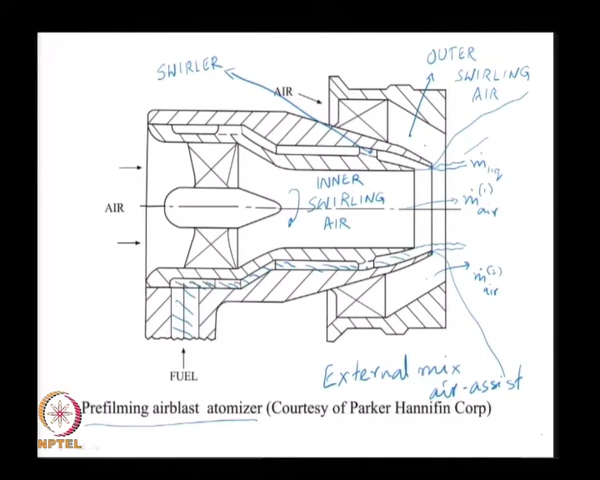 SWIRLER
AIR
OUTER
SWIRLING
AIR
ṁ liq
ṁ air (1)
INNER
SWIRLING
AIR
AIR
ṁ air (2)
FUEL
External mix
air-assist
Prefilming airblast atomizer (Courtesy of Parker Hannifin Corp)
NPTEL